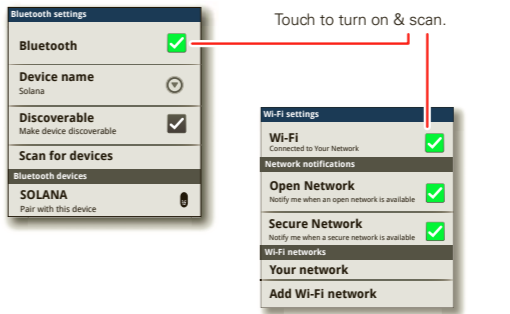 Touch to turn on & scan.
Bluetooth settings
Bluetooth
Device name
Solana
Discoverable
Make device discoverable
Scan for devices
Bluetooth devices
SOLANA
Pair with this device
Wi-Fi settings
Wi-Fi
Connected to Your Network
Network notifications
Open Network
Notify me when an open network is available
Secure Network
Notify me when a secure network is available
Wi-Fi networks
Your network
Add Wi-Fi network